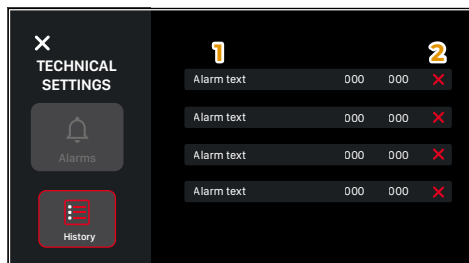 TECHNICAL
SETTINGS
Alarms
History
1
2
Alarm text 000 000
Alarm text 000 000
Alarm text 000 000
Alarm text 000 000